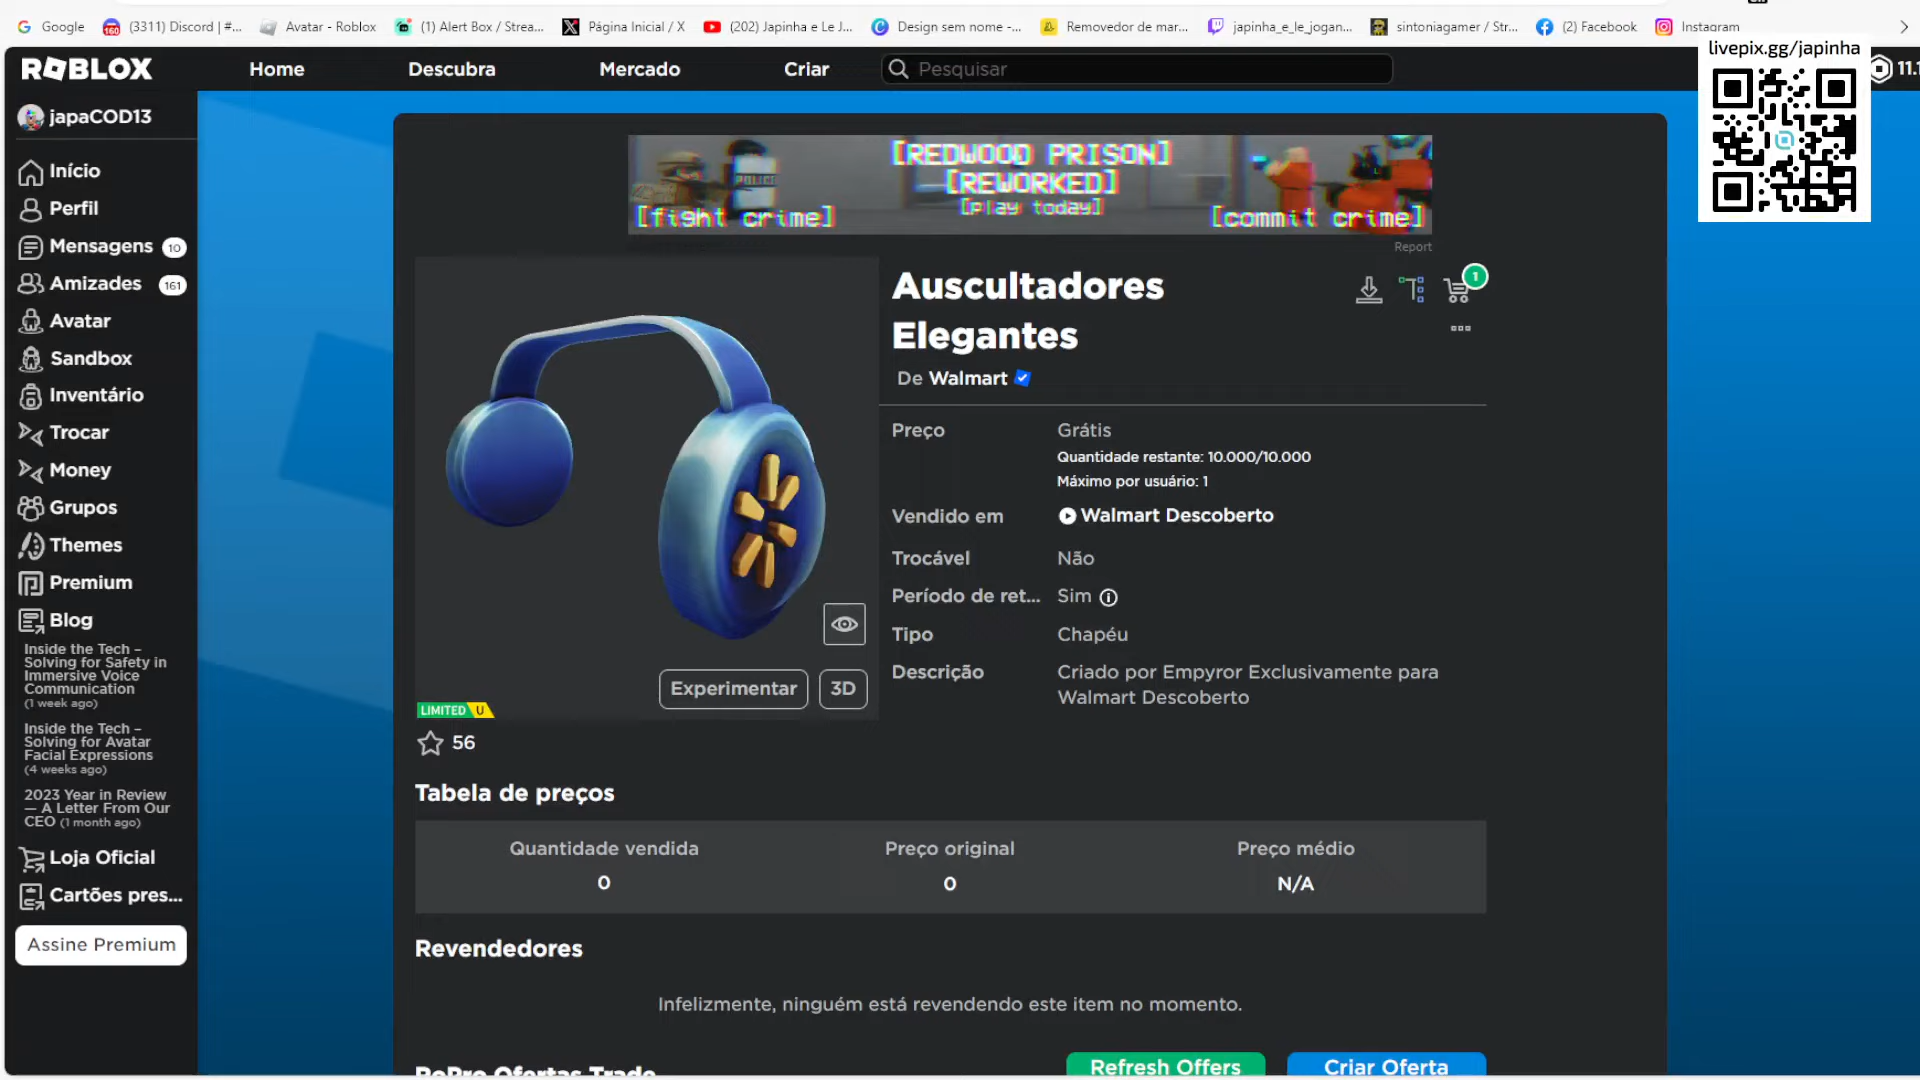 Google
(3311) Discord | #...
Avatar - Roblox
(1) Alert Box / Strea...
Página Inicial / X
(202) Japinha e Le J...
Design sem nome -...
Removedor de mar...
japinha_e_le_jogan...
sintoniagamer / Str...
(2) Facebook
Instagram
livepix.gg/japinha
ROBLOX
Home
Descubra
Mercado
Criar
Pesquisar
japaCOD13
Início
Perfil
Mensagens 10
Amizades 161
Avatar
Sandbox
Inventário
Trocar
Money
Grupos
Themes
Premium
Blog
Inside the Tech –
Solving for Safety in
Immersive Voice
Communication
(1 week ago)
Inside the Tech –
Solving for Avatar
Facial Expressions
(4 weeks ago)
2023 Year in Review
— A Letter From Our
CEO (1 month ago)
Loja Oficial
Cartões pres...
Assine Premium
[REDWOOD PRISON]
[REWORKED]
[play today]
[fight crime]
[commit crime]
POLICE
Report
Auscultadores
Elegantes
1
De Walmart
Preço
Grátis
Quantidade restante: 10.000/10.000
Máximo por usuário: 1
Vendido em
Walmart Descoberto
Trocável
Não
Período de ret...
Sim
Tipo
Chapéu
Descrição
Criado por Empyror Exclusivamente para
Walmart Descoberto
Experimentar
3D
LIMITED U
56
Tabela de preços
Quantidade vendida
0
Preço original
0
Preço médio
N/A
Revendedores
Infelizmente, ninguém está revendendo este item no momento.
RoPro Ofertas Trade
Refresh Offers
Criar Oferta